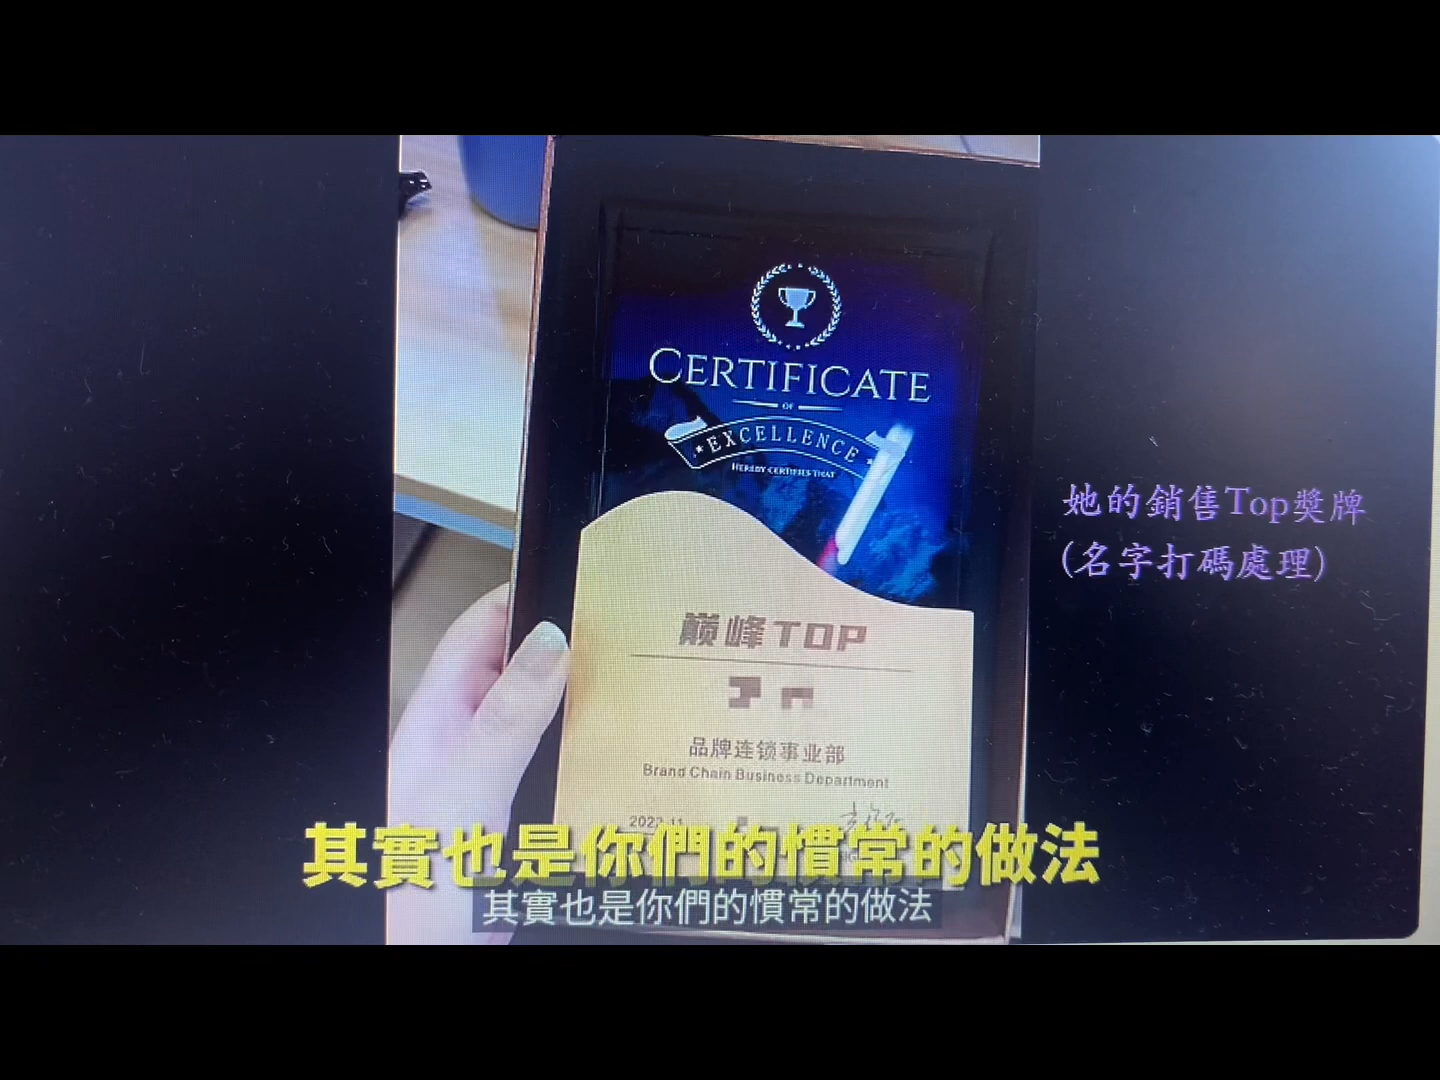 CERTIFICATE
OF
EXCELLENCE
HEREBY CERTIFIES THAT
她的銷售Top獎牌
(名字打碼處理)
巅峰TOP
品牌连锁事业部
Brand Chain Business Department
2022.11
其實也是你們的慣常的做法
其實也是你們的慣常的做法